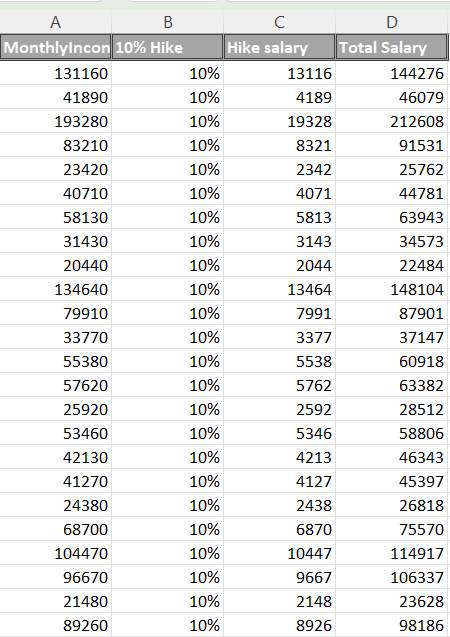 A B C D
MonthlyIncon 10% Hike Hike salary Total Salary
131160 10% 13116 144276
41890 10% 4189 46079
193280 10% 19328 212608
83210 10% 8321 91531
23420 10% 2342 25762
40710 10% 4071 44781
58130 10% 5813 63943
31430 10% 3143 34573
20440 10% 2044 22484
134640 10% 13464 148104
79910 10% 7991 87901
33770 10% 3377 37147
55380 10% 5538 60918
57620 10% 5762 63382
25920 10% 2592 28512
53460 10% 5346 58806
42130 10% 4213 46343
41270 10% 4127 45397
24380 10% 2438 26818
68700 10% 6870 75570
104470 10% 10447 114917
96670 10% 9667 106337
21480 10% 2148 23628
89260 10% 8926 98186